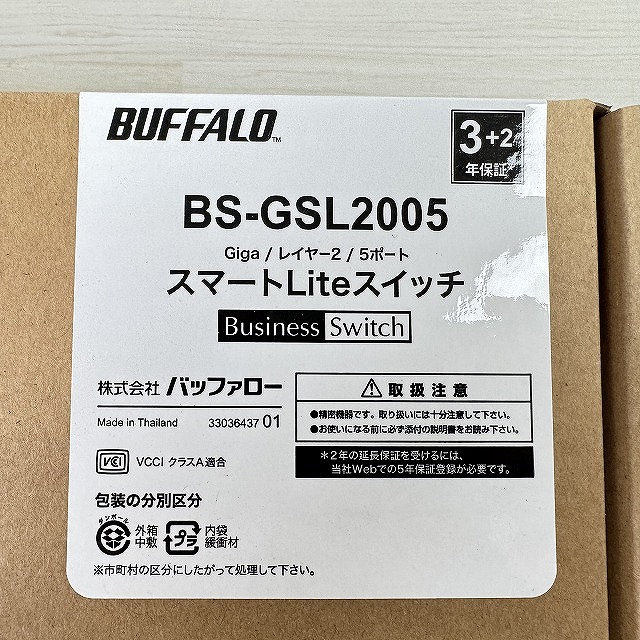 BUFFALO™
3+2
年保証
BS-GSL2005
Giga / レイヤー2 / 5ポート
スマートLiteスイッチ
Business Switch
株式会社 バッファロー
Made in Thailand 33036437 01
VCCI クラスA適合
⚠取扱注意
●精密機器です。取り扱いには十分注意して下さい。
●お使いになる前に必ず添付の説明書をお読み下さい。
＊2年の延長保証を受けるには、
当社Webでの5年保証登録が必要です。
包装の分別区分
ダンボール
外箱
中敷
プラ
内袋
緩衝材
※市町村の区分にしたがって処理して下さい。